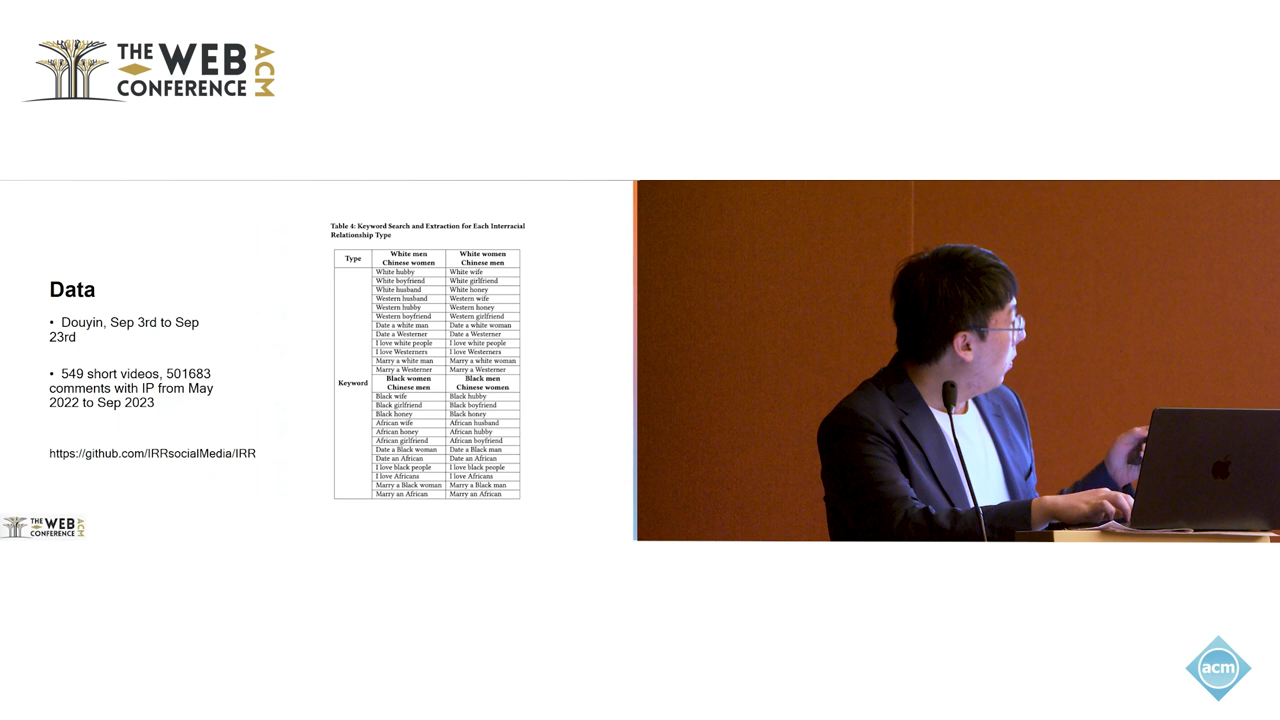 THE WEB
CONFERENCE
ACM
Data
• Douyin, Sep 3rd to Sep
23rd
• 549 short videos, 501683
comments with IP from May
2022 to Sep 2023
https://github.com/IRRsocialMedia/IRR
Table 4: Keyword Search and Extraction for Each Interracial
Relationship Type
Type
White men
Chinese women
White women
Chinese men
Keyword
White hubby White wife
White boyfriend White girlfriend
White husband White honey
Western husband Western wife
Western hubby Western honey
Western boyfriend Western girlfriend
Date a white man Date a white woman
Date a Westerner Date a Westerner
I love white people I love white people
I love Westerners I love Westerners
Marry a white man Marry a white woman
Marry a Westerner Marry a Westerner
Black women
Chinese men
Black men
Chinese women
Black wife Black hubby
Black girlfriend Black boyfriend
Black honey Black honey
African wife African husband
African honey African hubby
African girlfriend African boyfriend
Date a Black woman Date a Black man
Date an African Date an African
I love black people I love black people
I love Africans I love Africans
Marry a Black woman Marry a Black man
Marry an African Marry an African
THE WEB
CONFERENCE
ACM
acm